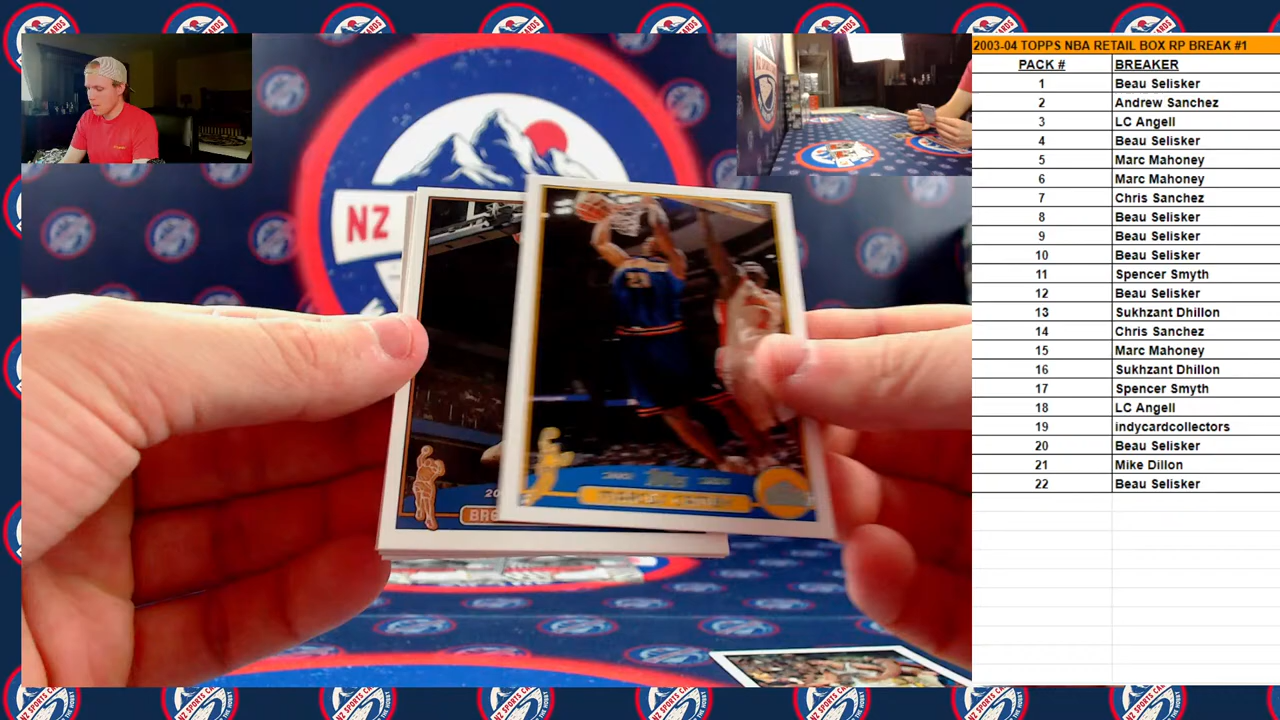 2003-04 TOPPS NBA RETAIL BOX RP BREAK #1
PACK # BREAKER
1 Beau Selisker
2 Andrew Sanchez
3 LC Angell
4 Beau Selisker
5 Marc Mahoney
6 Marc Mahoney
7 Chris Sanchez
8 Beau Selisker
9 Beau Selisker
10 Beau Selisker
11 Spencer Smyth
12 Beau Selisker
13 Sukhzant Dhillon
14 Chris Sanchez
15 Marc Mahoney
16 Sukhzant Dhillon
17 Spencer Smyth
18 LC Angell
19 indycardcollectors
20 Beau Selisker
21 Mike Dillon
22 Beau Selisker
NZ